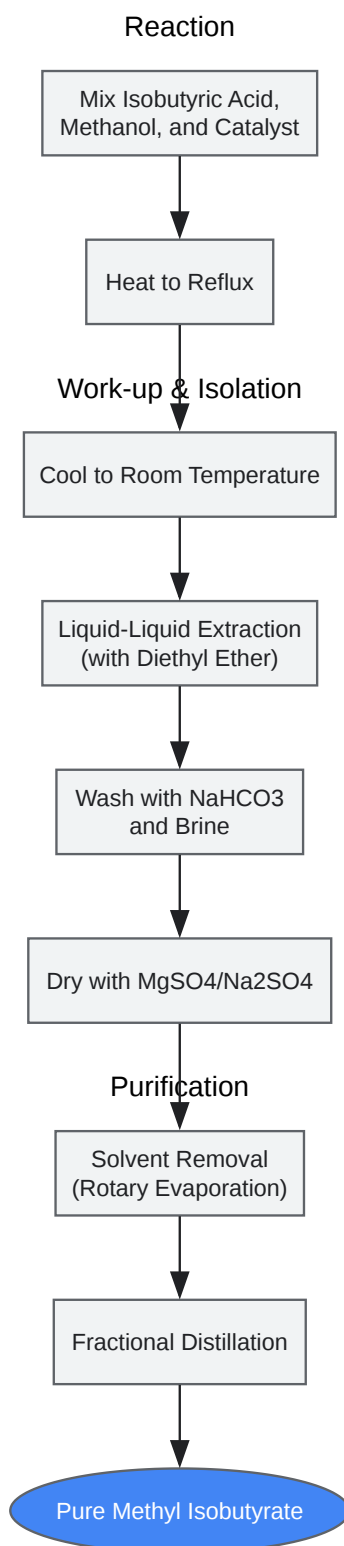 Reaction
Mix Isobutyric Acid,
Methanol, and Catalyst
Heat to Reflux
Work-up & Isolation
Cool to Room Temperature
Liquid-Liquid Extraction
(with Diethyl Ether)
Wash with NaHCO3
and Brine
Dry with MgSO4/Na2SO4
Purification
Solvent Removal
(Rotary Evaporation)
Fractional Distillation
Pure Methyl Isobutyrate